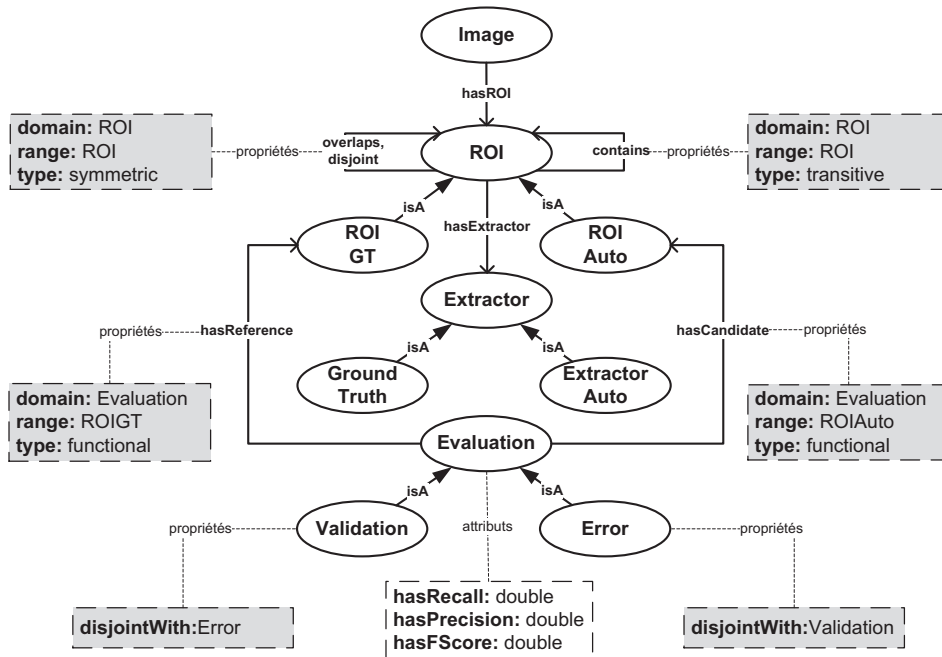 Image
hasROI
domain: ROI
range: ROI
type: symmetric
propriétés
overlaps,
disjoint
ROI
contains
propriétés
domain: ROI
range: ROI
type: transitive
isA
isA
ROI
GT
hasExtractor
ROI
Auto
Extractor
propriétés
hasReference
hasCandidate
propriétés
isA
isA
Ground
Truth
Extractor
Auto
domain: Evaluation
range: ROIGT
type: functional
domain: Evaluation
range: ROIAuto
type: functional
Evaluation
isA
isA
propriétés
Validation
attributs
Error
propriétés
disjointWith:Error
hasRecall: double
hasPrecision: double
hasFScore: double
disjointWith:Validation